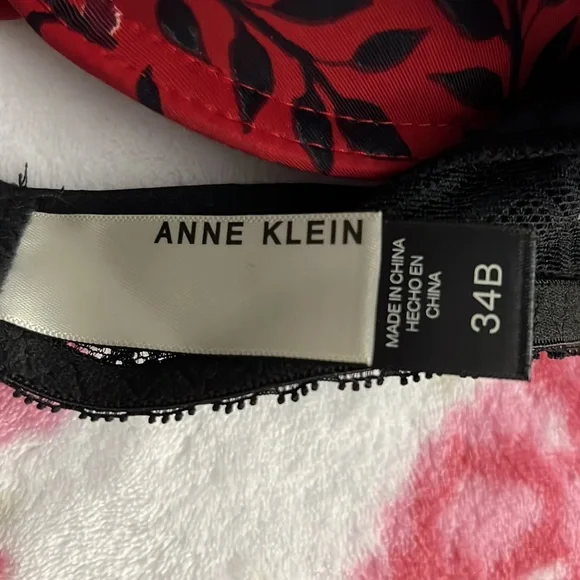 ANNE KLEIN
MADE IN CHINA
HECHO EN
CHINA
34B